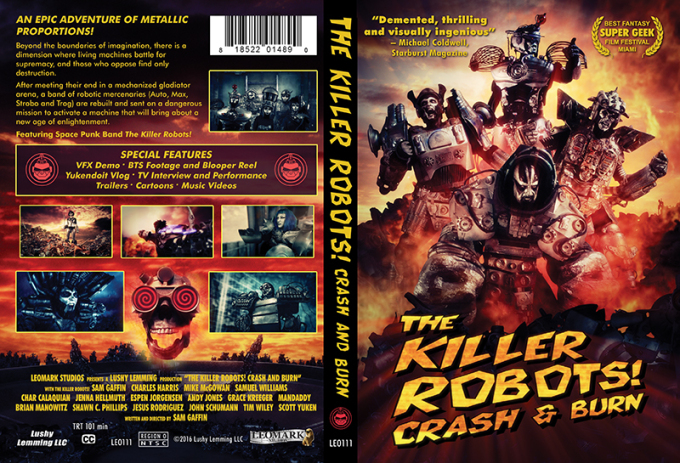 AN EPIC ADVENTURE OF METALLIC
PROPORTIONS!
Beyond the boundaries of imagination, there is a
dimension where living machines battle for
supremacy, and those who oppose find only
destruction.
After meeting their end in a mechanized gladiator
arena, a band of robotic mercenaries (Auto, Max,
Strobo and Trog) are rebuilt and sent on a dangerous
mission to activate a machine that will bring about a
new age of enlightenment.
Featuring Space Punk Band The Killer Robots!
8 18522 01489 0
SPECIAL FEATURES
VFX Demo · BTS Footage and Blooper Reel
Yukendoit Vlog · TV Interview and Performance
Trailers · Cartoons · Music Videos
LEOMARK STUDIOS PRESENTS A LUSHY LEMMING PRODUCTION "THE KILLER ROBOTS! CRASH AND BURN"
WITH THE KILLER ROBOTS! SAM GAFFIN CHARLES HARRIS MIKE McGOWAN SAMUEL WILLIAMS
CHAR CALAQUIAN JENNA HELLMUTH ESPEN JORGENSEN ANDY JONES GRACE KREEGER MANDADDY
BRIAN MANOWITZ SHAWN C. PHILLIPS JESUS RODRIGUEZ JOHN SCHUMANN TIM WILEY SCOTT YUKEN
WRITTEN AND DIRECTED BY SAM GAFFIN
Lushy
Lemming LLC
TRT 101 min
CC
REGION 0
NTSC
©2016 Lushy Lemming LLC
LEOMARK
THE KILLER ROBOTS! CRASH AND BURN
LEO111
"Demented, thrilling
and visually ingenious"
– Michael Coldwell,
Starburst Magazine
BEST FANTASY
SUPER GEEK
FILM FESTIVAL
MIAMI
THE
KILLER
ROBOTS!
CRASH & BURN